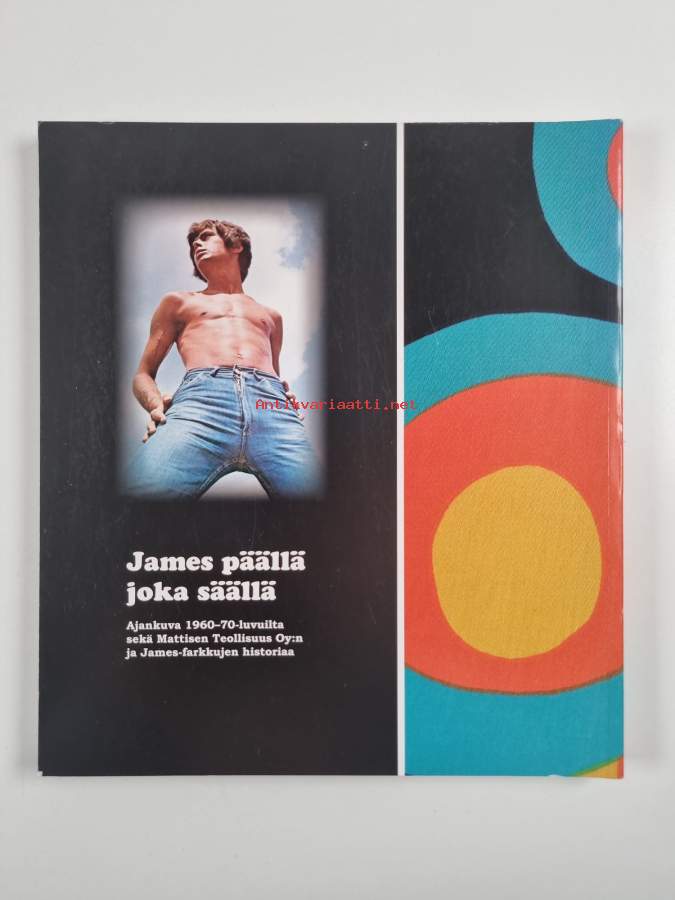 Antikvariaatti.net
James päällä
joka säällä
Ajankuva 1960–70-luvuilta
sekä Mattisen Teollisuus Oy:n
ja James-farkkujen historiaa